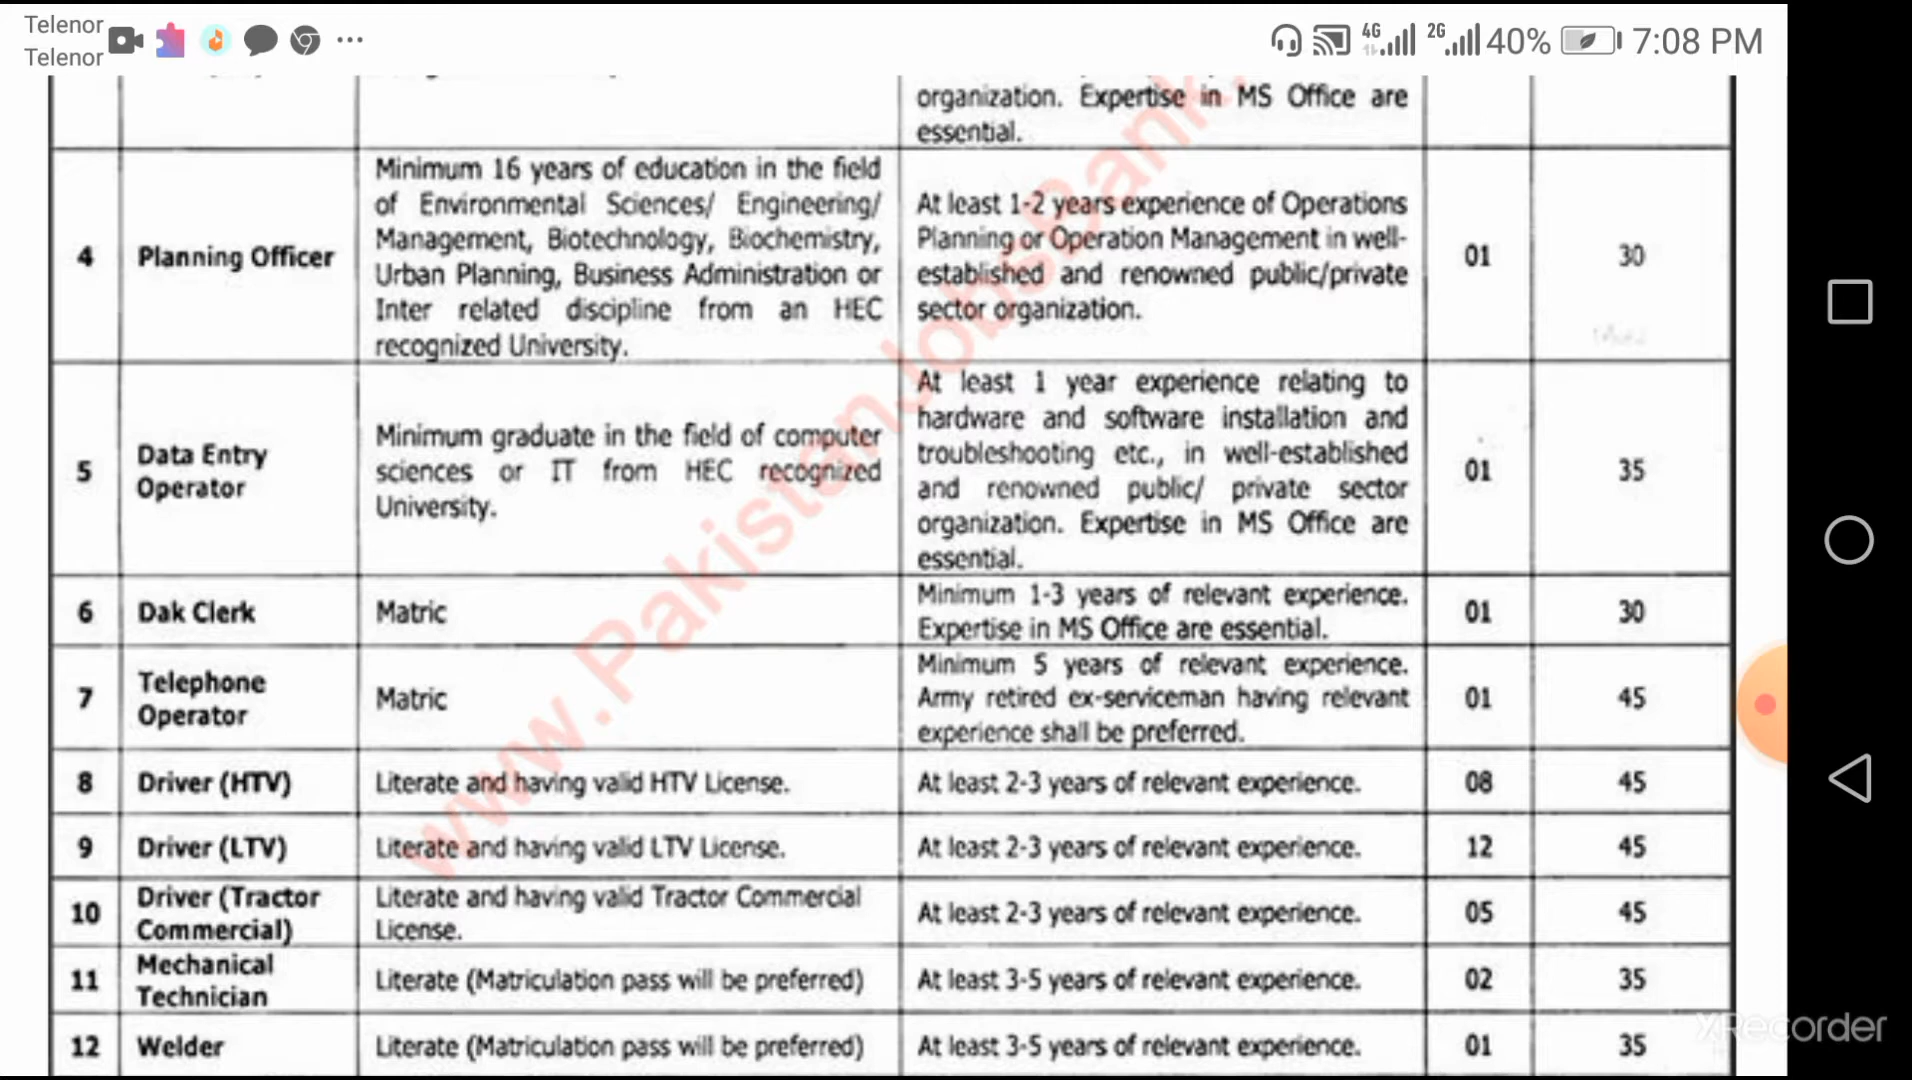 Telenor
Telenor
4G
2G
40%
7:08 PM
organization. Expertise in MS Office are
essential.
4
Planning Officer
Minimum 16 years of education in the field
of Environmental Sciences/ Engineering/
Management, Biotechnology, Biochemistry,
Urban Planning, Business Administration or
Inter related discipline from an HEC
recognized University.
At least 1-2 years experience of Operations
Planning or Operation Management in well-
established and renowned public/private
sector organization.
01
30
5
Data Entry
Operator
Minimum graduate in the field of computer
sciences or IT from HEC recognized
University.
At least 1 year experience relating to
hardware and software installation and
troubleshooting etc., in well-established
and renowned public/ private sector
organization. Expertise in MS Office are
essential.
01
35
6
Dak Clerk
Matric
Minimum 1-3 years of relevant experience.
Expertise in MS Office are essential.
01
30
7
Telephone
Operator
Matric
Minimum 5 years of relevant experience.
Army retired ex-serviceman having relevant
experience shall be preferred.
01
45
8
Driver (HTV)
Literate and having valid HTV License.
At least 2-3 years of relevant experience.
08
45
9
Driver (LTV)
Literate and having valid LTV License.
At least 2-3 years of relevant experience.
12
45
10
Driver (Tractor
Commercial)
Literate and having valid Tractor Commercial
License.
At least 2-3 years of relevant experience.
05
45
11
Mechanical
Technician
Literate (Matriculation pass will be preferred)
At least 3-5 years of relevant experience.
02
35
12
Welder
Literate (Matriculation pass will be preferred)
At least 3-5 years of relevant experience.
01
35
www.PakistanJobsBank.
XRecorder